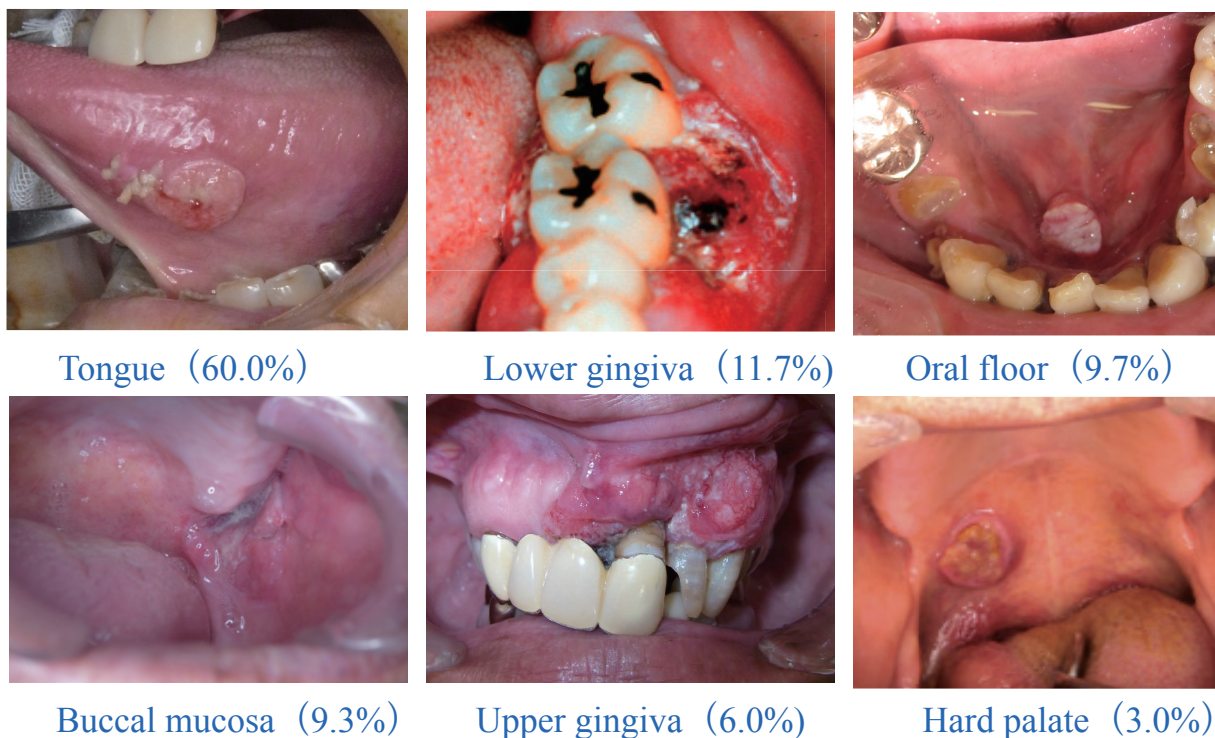 Tongue（60.0%）
Lower gingiva（11.7%)
Oral floor（9.7%）
Buccal mucosa（9.3%）
Upper gingiva（6.0%）
Hard palate（3.0%）